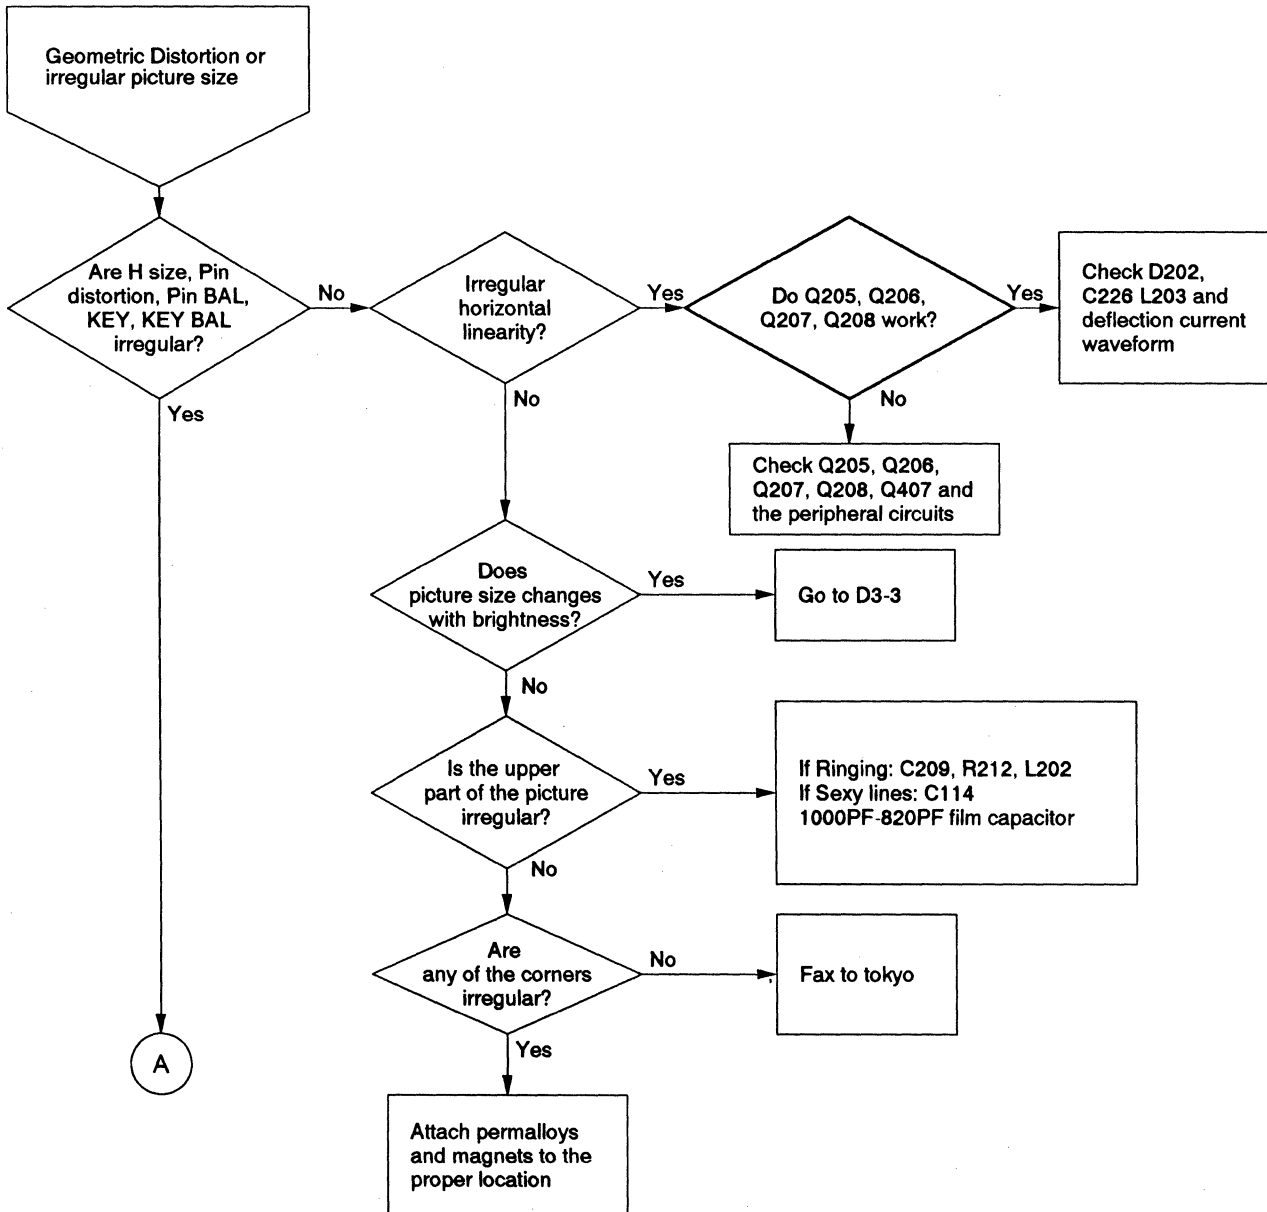 Geometric Distortion or
irregular picture size
Are H size, Pin
distortion, Pin BAL,
KEY, KEY BAL
irregular?
No
Yes
Irregular
horizontal
linearity?
Yes
No
Do Q205, Q206,
Q207, Q208 work?
Yes
No
Check D202,
C226 L203 and
deflection current
waveform
Check Q205, Q206,
Q207, Q208, Q407 and
the peripheral circuits
Does
picture size changes
with brightness?
Yes
No
Go to D3-3
Is the upper
part of the picture
irregular?
Yes
No
If Ringing: C209, R212, L202
If Sexy lines: C114
1000PF-820PF film capacitor
Are
any of the corners
irregular?
No
Yes
Fax to tokyo
A
Attach permalloys
and magnets to the
proper location